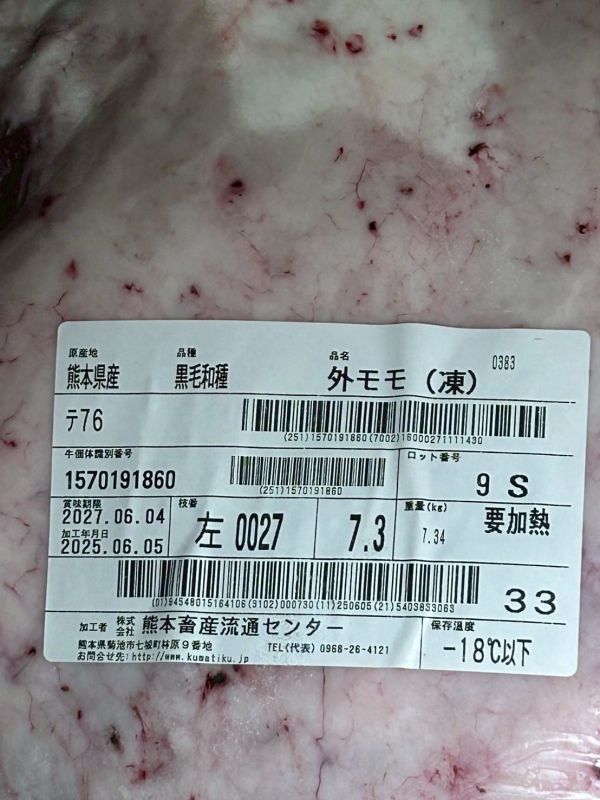 原産地 品種 品名 0383
熊本県産 黒毛和種 外モモ(凍)
テ76
(251)1570191860(7002)16000271111430
牛個体識別番号 ロット番号
1570191860 9 S
(251)1570191860
賞味期限 枝番 重量(kg)
2027.06.04 左 0027 7.3 7.34 要加熱
加工年月日
2025.06.05
(01)94548015164106(9102)000730(11)250605(21)5403833063
33
加工者 株式会社 熊本畜産流通センター 保存温度
熊本県菊池市七城町林原9番地 TEL(代表) 0968-26-4121 -18℃以下
お問合せ先:http://www.kumatiku.jp